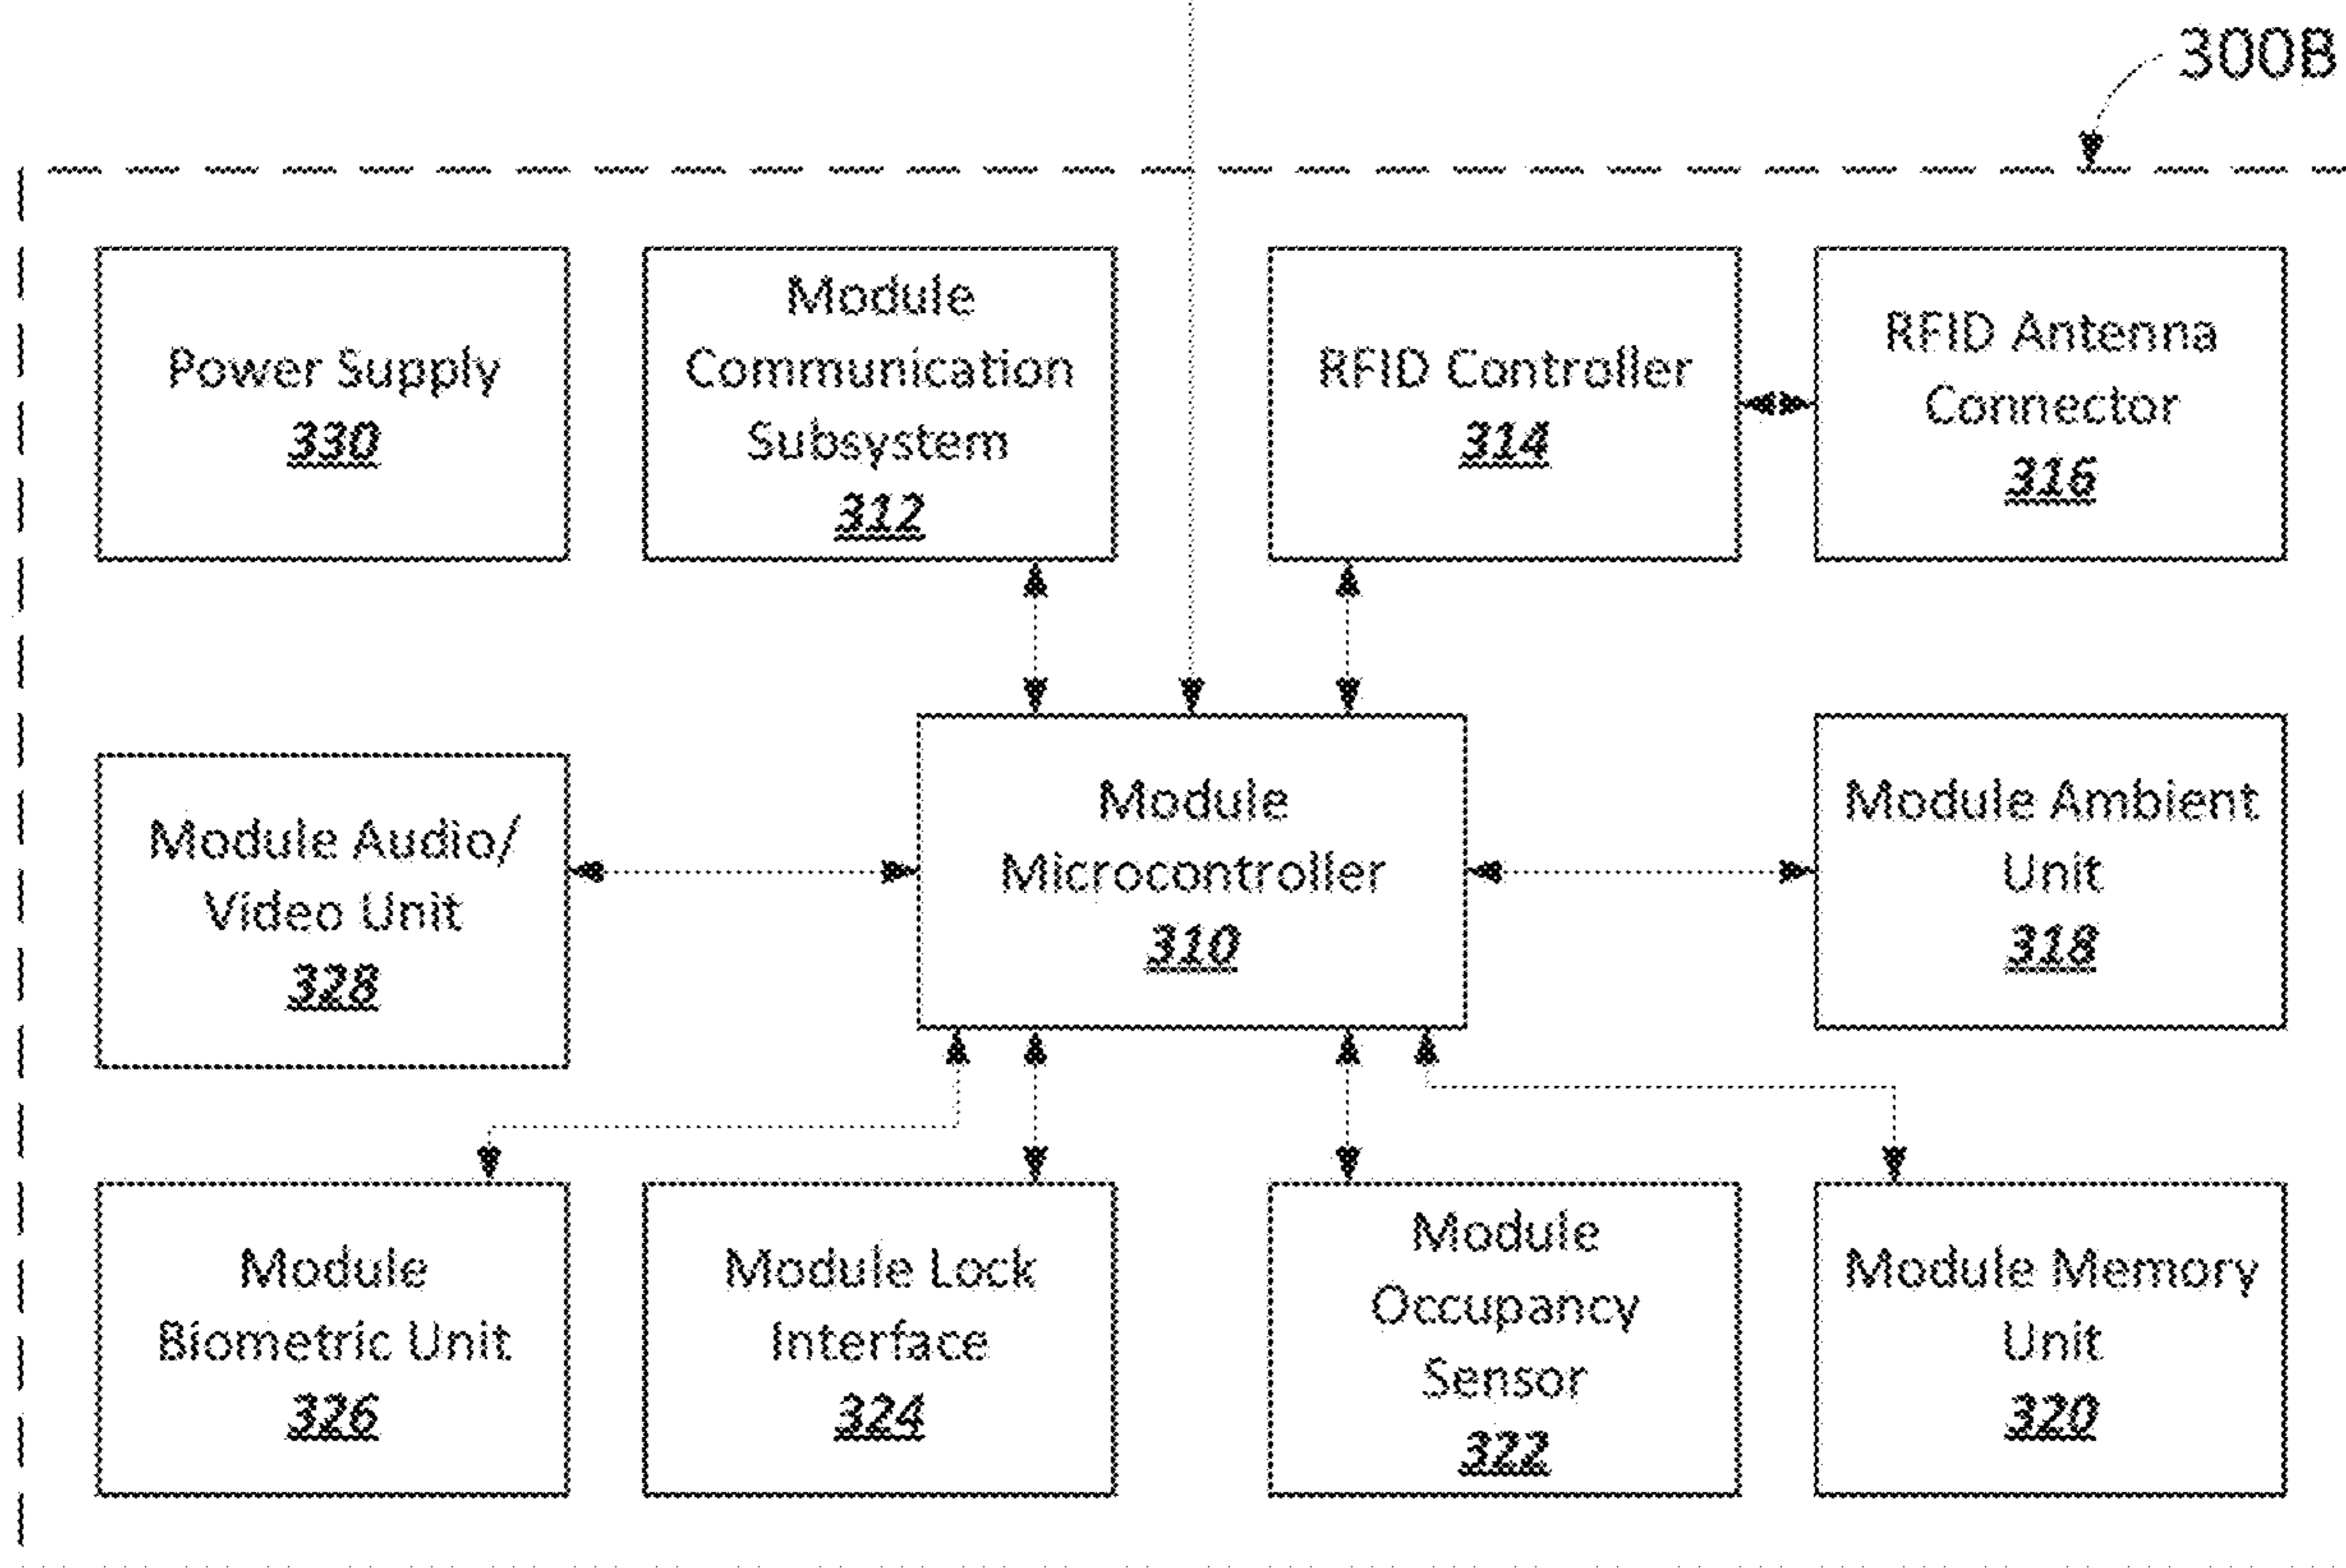 300B
Power Supply
330
Module
Communication
Subsystem
312
RFID Controller
314
RFID Antenna
Connector
316
Module Audio/
Video Unit
328
Module
Microcontroller
310
Module Ambient
Unit
318
Module
Biometric Unit
326
Module Lock
Interface
324
Module
Occupancy
Sensor
322
Module Memory
Unit
320